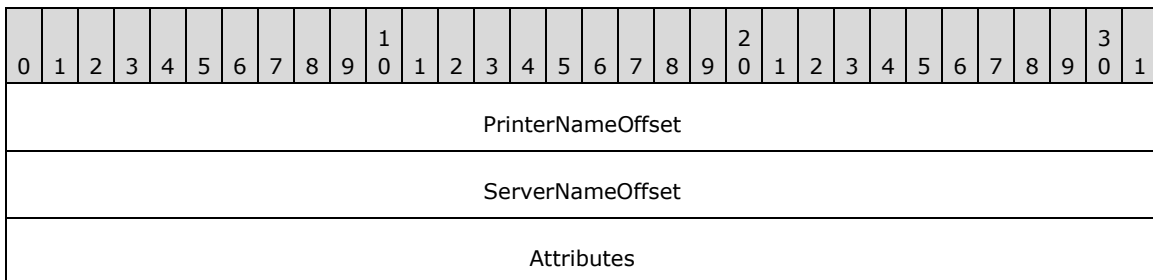 1 2 3
0 1 2 3 4 5 6 7 8 9 0 1 2 3 4 5 6 7 8 9 0 1 2 3 4 5 6 7 8 9 0 1
PrinterNameOffset
ServerNameOffset
Attributes